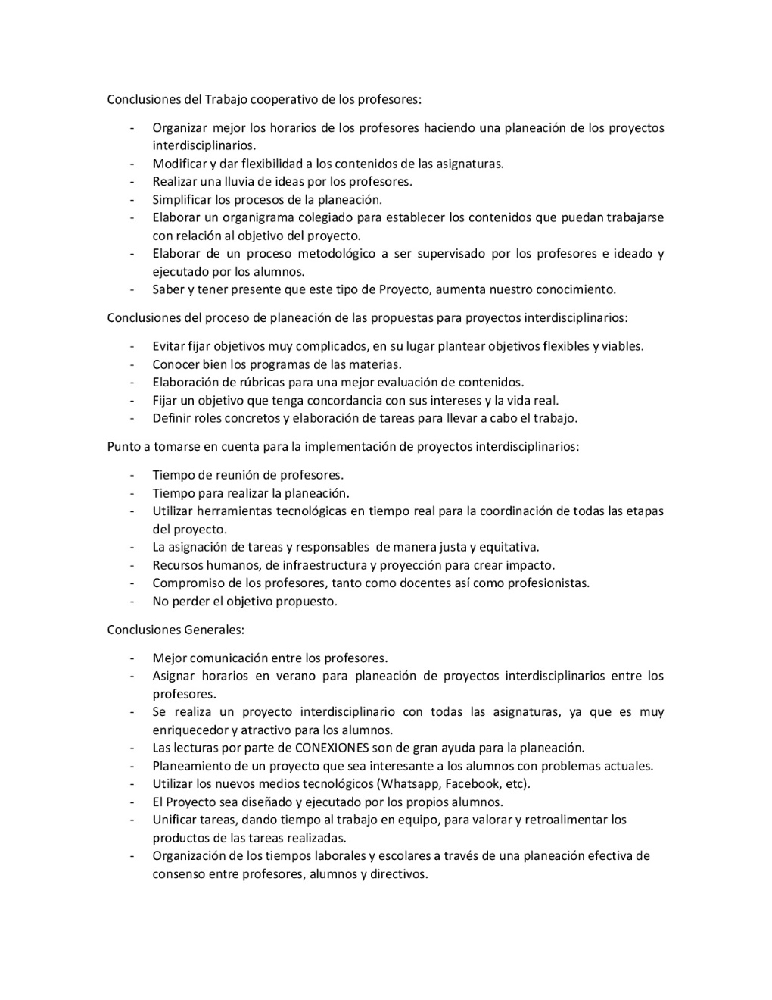 Conclusiones del Trabajo cooperativo de los profesores:
- Organizar mejor los horarios de los profesores haciendo una planeación de los proyectos
interdisciplinarios.
- Modificar y dar flexibilidad a los contenidos de las asignaturas.
- Realizar una lluvia de ideas por los profesores.
- Simplificar los procesos de la planeación.
- Elaborar un organigrama colegiado para establecer los contenidos que puedan trabajarse
con relación al objetivo del proyecto.
- Elaborar de un proceso metodológico a ser supervisado por los profesores e ideado y
ejecutado por los alumnos.
- Saber y tener presente que este tipo de Proyecto, aumenta nuestro conocimiento.
Conclusiones del proceso de planeación de las propuestas para proyectos interdisciplinarios:
- Evitar fijar objetivos muy complicados, en su lugar plantear objetivos flexibles y viables.
- Conocer bien los programas de las materias.
- Elaboración de rúbricas para una mejor evaluación de contenidos.
- Fijar un objetivo que tenga concordancia con sus intereses y la vida real.
- Definir roles concretos y elaboración de tareas para llevar a cabo el trabajo.
Punto a tomarse en cuenta para la implementación de proyectos interdisciplinarios:
- Tiempo de reunión de profesores.
- Tiempo para realizar la planeación.
- Utilizar herramientas tecnológicas en tiempo real para la coordinación de todas las etapas
del proyecto.
- La asignación de tareas y responsables  de manera justa y equitativa.
- Recursos humanos, de infraestructura y proyección para crear impacto.
- Compromiso de los profesores, tanto como docentes así como profesionistas.
- No perder el objetivo propuesto.
Conclusiones Generales:
- Mejor comunicación entre los profesores.
- Asignar horarios en verano para planeación de proyectos interdisciplinarios entre los
profesores.
- Se realiza un proyecto interdisciplinario con todas las asignaturas, ya que es muy
enriquecedor y atractivo para los alumnos.
- Las lecturas por parte de CONEXIONES son de gran ayuda para la planeación.
- Planeamiento de un proyecto que sea interesante a los alumnos con problemas actuales.
- Utilizar los nuevos medios tecnológicos (Whatsapp, Facebook, etc).
- El Proyecto sea diseñado y ejecutado por los propios alumnos.
- Unificar tareas, dando tiempo al trabajo en equipo, para valorar y retroalimentar los
productos de las tareas realizadas.
- Organización de los tiempos laborales y escolares a través de una planeación efectiva de
consenso entre profesores, alumnos y directivos.